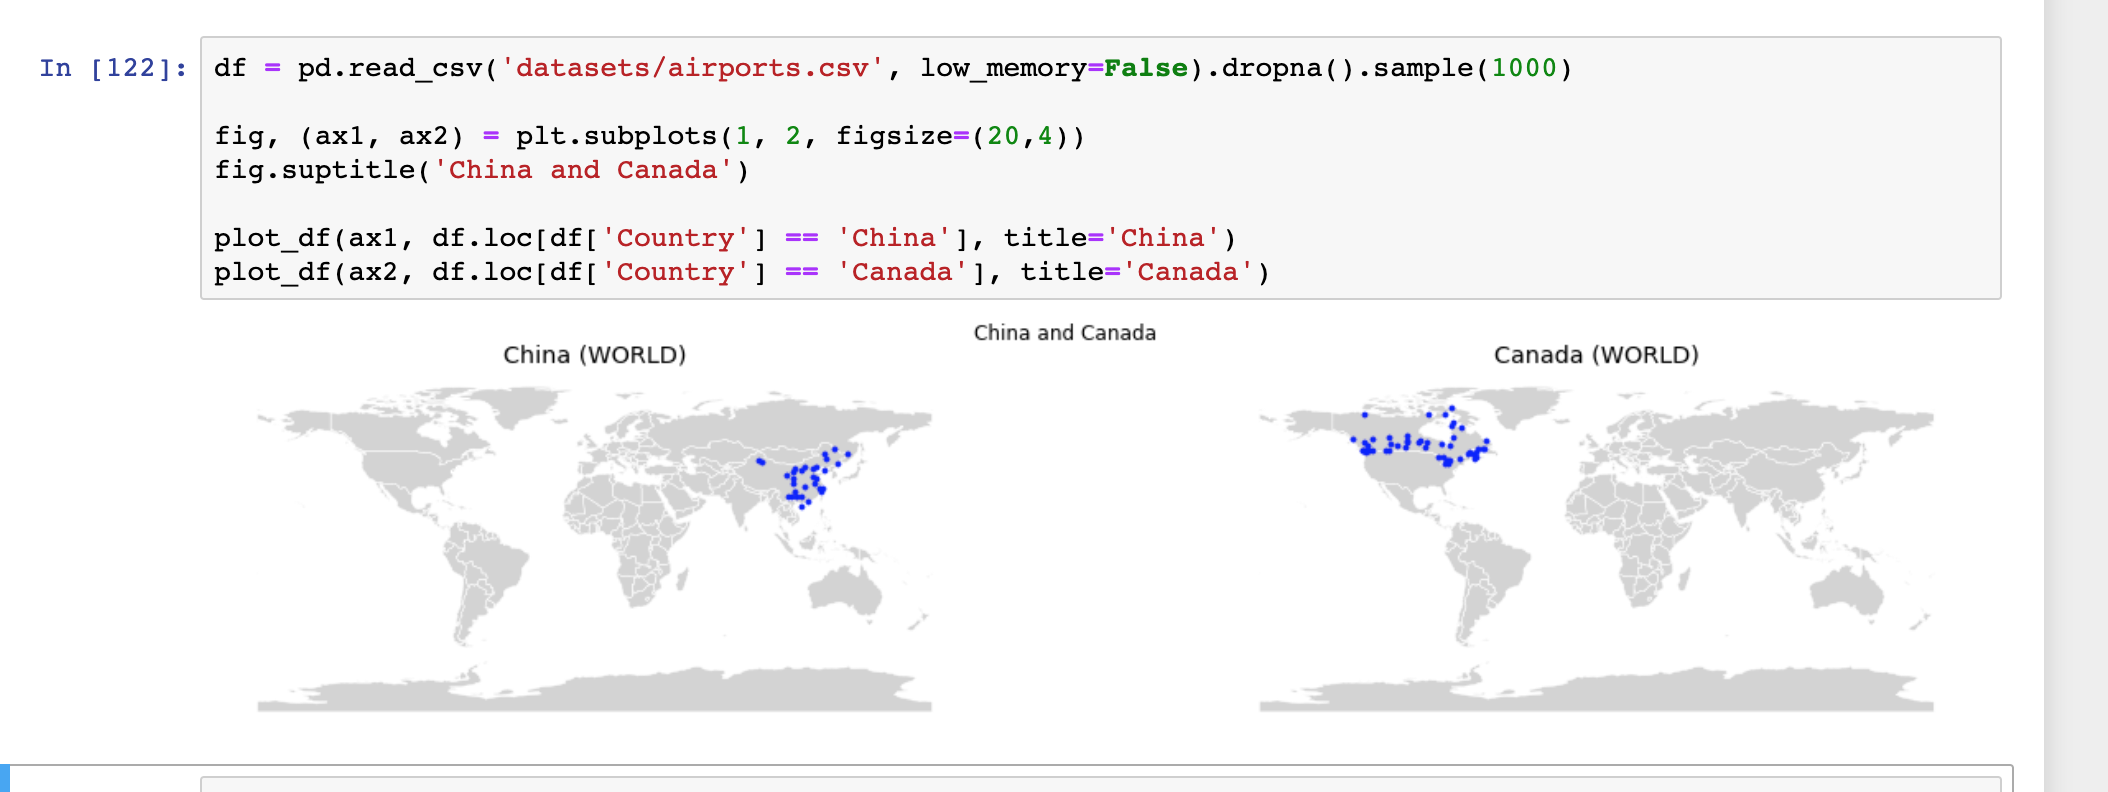 In [122]: df = pd.read_csv('datasets/airports.csv', low_memory=False).dropna().sample(1000)
fig, (ax1, ax2) = plt.subplots(1, 2, figsize=(20,4))
fig.suptitle('China and Canada')
plot_df(ax1, df.loc[df['Country'] == 'China'], title='China')
plot_df(ax2, df.loc[df['Country'] == 'Canada'], title='Canada')
China and Canada
China (WORLD)
Canada (WORLD)